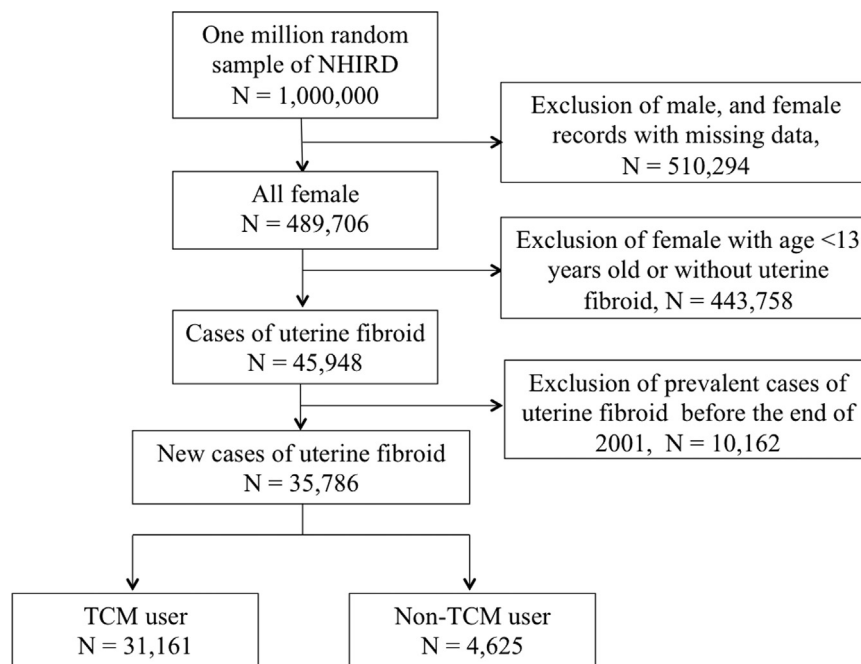 One million random
sample of NHIRD
N = 1,000,000
Exclusion of male, and female
records with missing data,
N = 510,294
All female
N = 489,706
Exclusion of female with age <13
years old or without uterine
fibroid, N = 443,758
Cases of uterine fibroid
N = 45,948
Exclusion of prevalent cases of
uterine fibroid before the end of
2001, N = 10,162
New cases of uterine fibroid
N = 35,786
TCM user
N = 31,161
Non-TCM user
N = 4,625